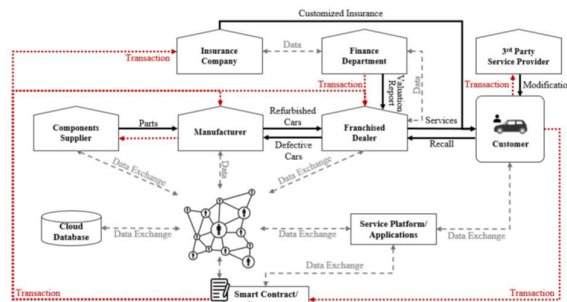 Customized Insurance
Insurance
Company
Data
Finance
Department
3rd Party
Service Provider
Transaction
Transaction
Valuation
Report
Data
Transaction
Modification
Components
Supplier
Parts
Manufacturer
Refurbished
Cars
Defective
Cars
Franchised
Dealer
Services
Recall
Customer
Data Exchange
Data
Data Exchange
Cloud
Database
Data Exchange
Data Exchange
Service Platform/
Applications
Data Exchange
Data Exchange
Transaction
Smart Contract/
Transaction